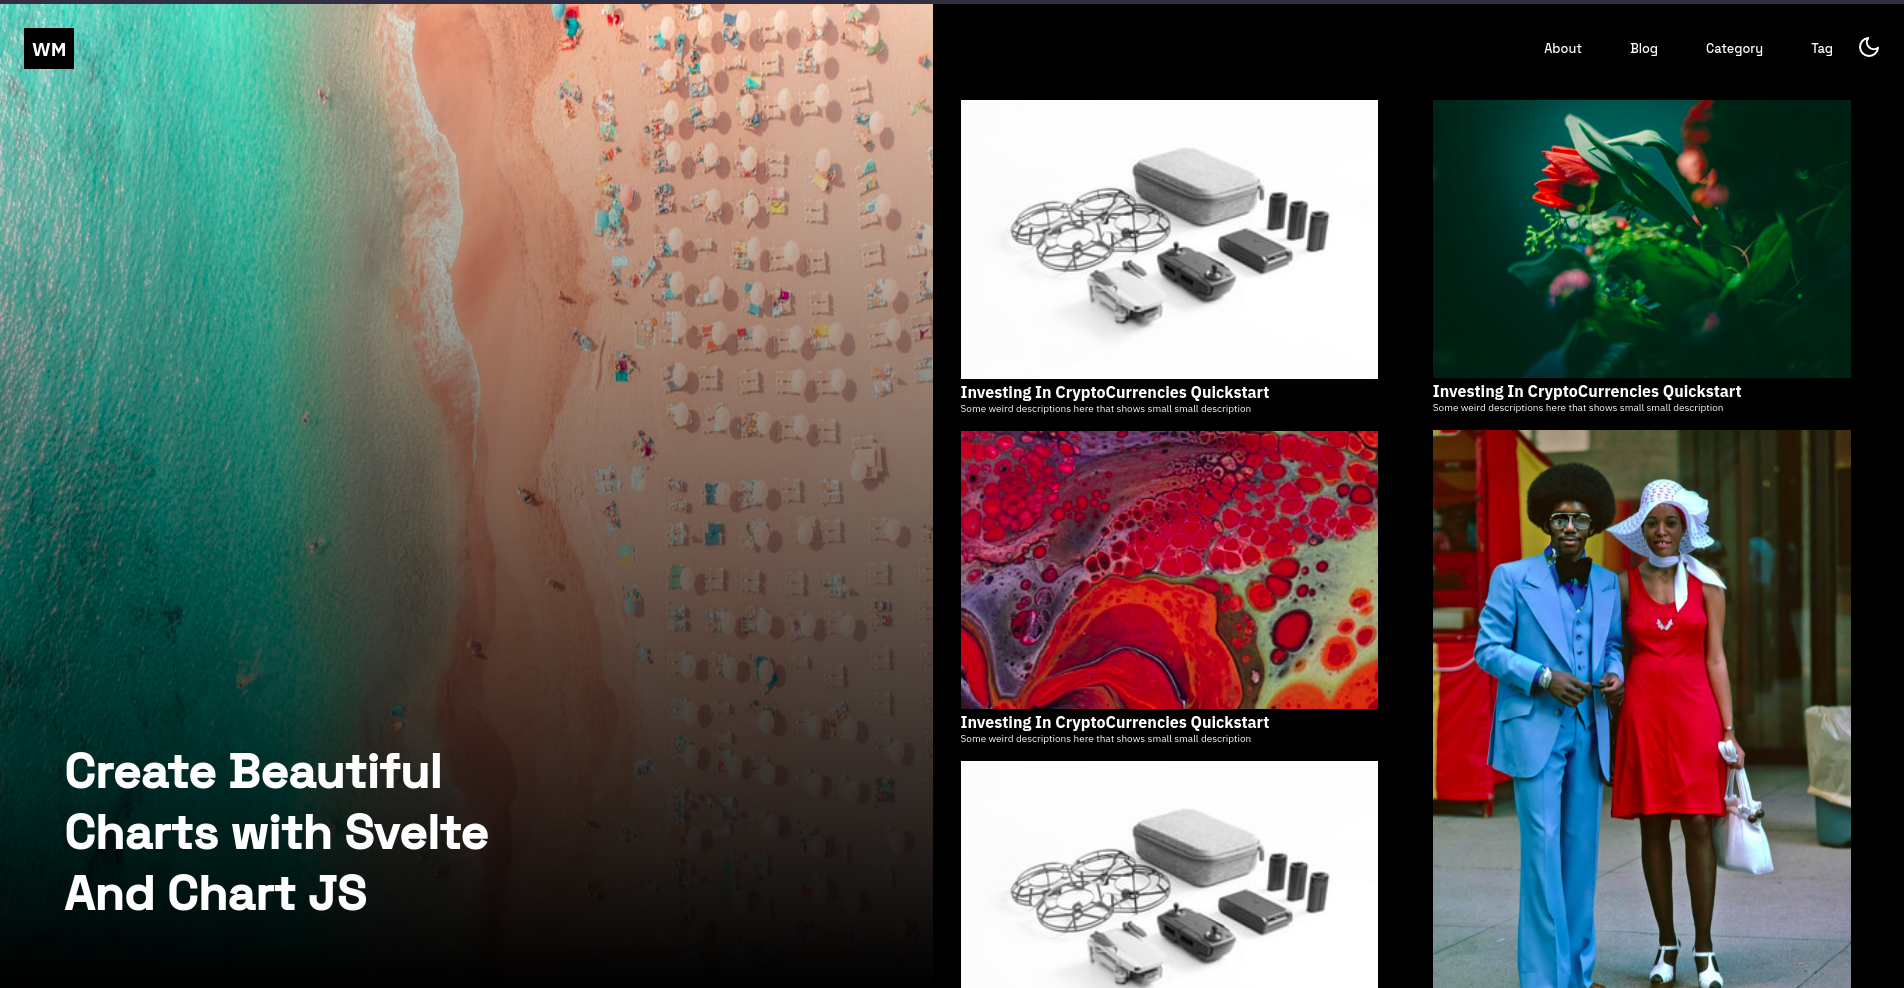 WM
About
Blog
Category
Tag
Create Beautiful
Charts with Svelte
And Chart JS
Investing In CryptoCurrencies Quickstart
Some weird descriptions here that shows small small description
Investing In CryptoCurrencies Quickstart
Some weird descriptions here that shows small small description
Investing In CryptoCurrencies Quickstart
Some weird descriptions here that shows small small description